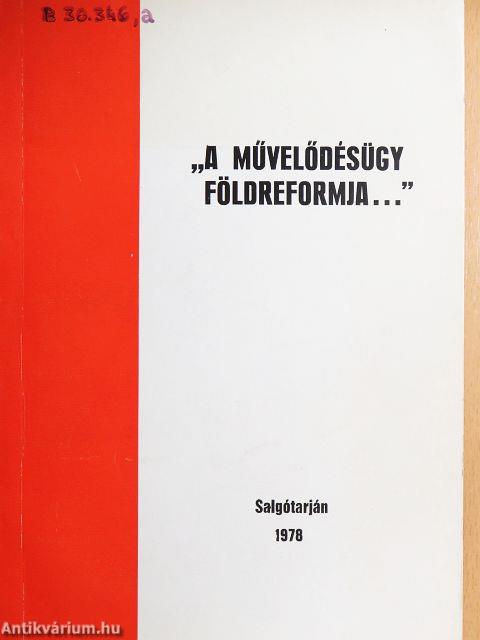 B 30.346,a
„A MŰVELŐDÉSÜGY
FÖLDREFORMJA...”
Salgótarján
1978
Antikvárium.hu